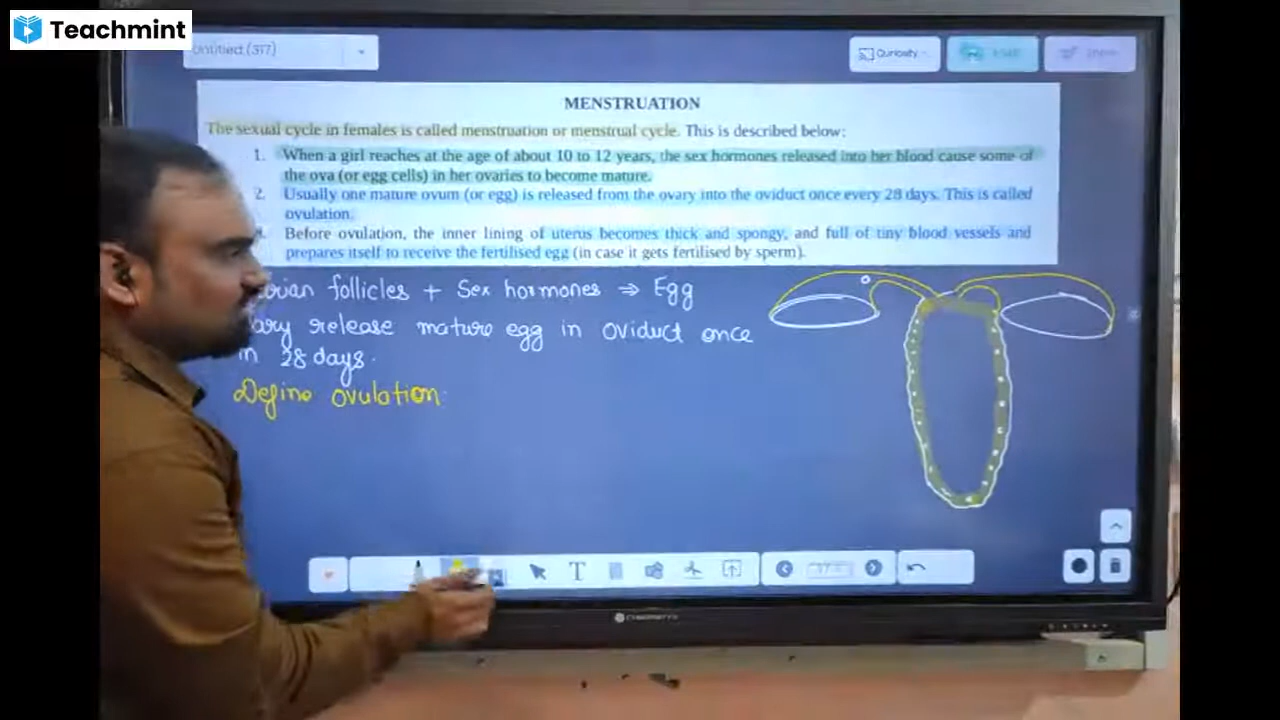 Teachmint
Untitled (317)
Quriosity
MENSTRUATION
The sexual cycle in females is called menstruation or menstrual cycle. This is described below:
1. When a girl reaches at the age of about 10 to 12 years, the sex hormones released into her blood cause some of
the ova (or egg cells) in her ovaries to become mature.
2. Usually one mature ovum (or egg) is released from the ovary into the oviduct once every 28 days. This is called
ovulation.
Before ovulation, the inner lining of uterus becomes thick and spongy, and full of tiny blood vessels and
prepares itself to receive the fertilised egg (in case it gets fertilised by sperm).
follicles + Sex hormones ⇒ Egg
release mature egg in oviduct once
in 28 days.
Define ovulation:
T